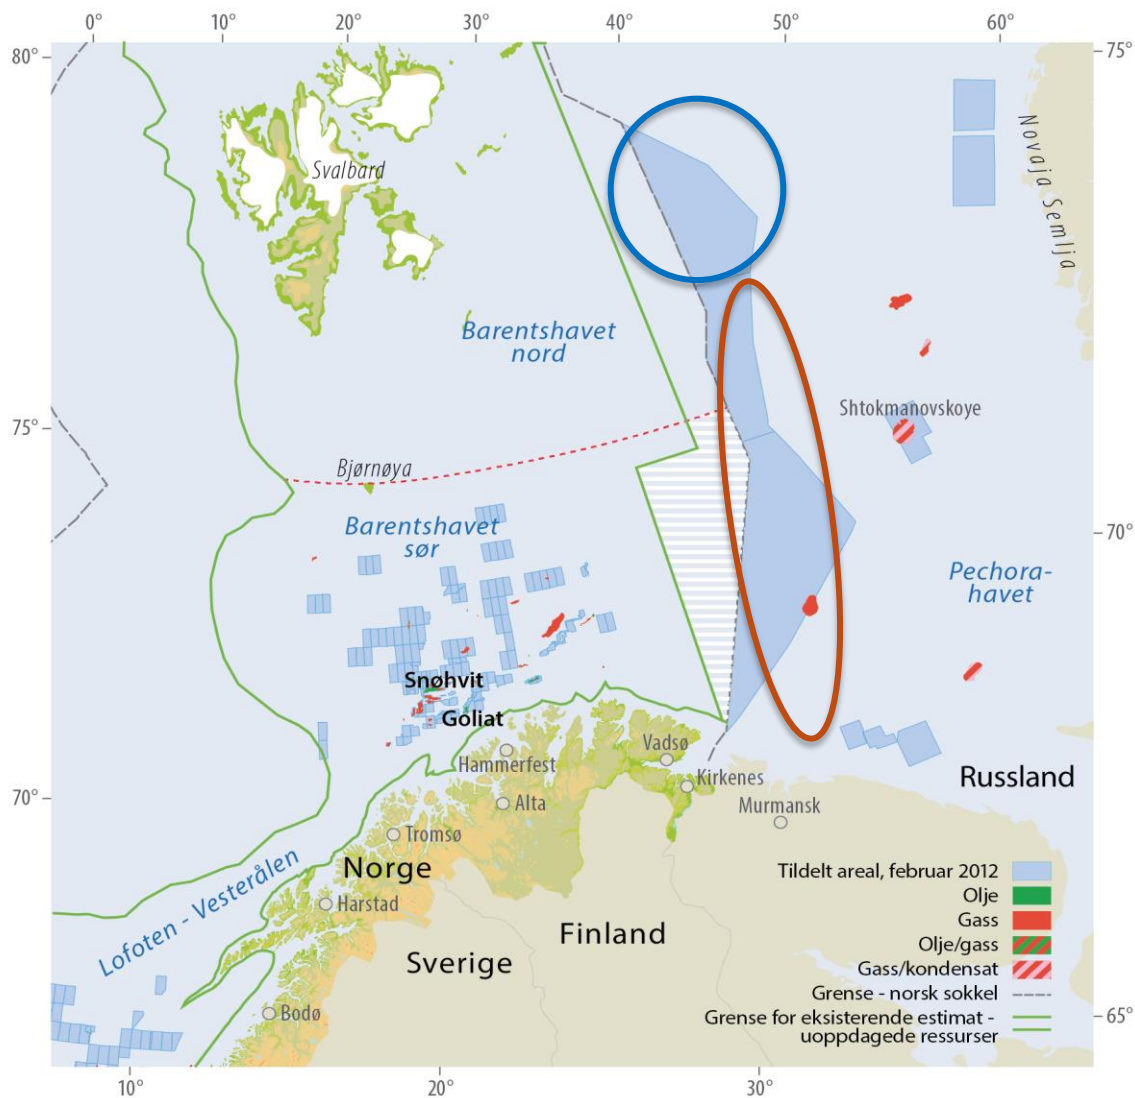 0° 10° 20° 30° 40° 50° 60°
80°
75°
Svalbard
Novaja Semlja
Barentshavet
nord
Shtokmanovskoye
75°
Bjørnøya
Barentshavet
sør
70°
Pechora-
havet
Snøhvit
Goliat
Vadsø
Hammerfest
Kirkenes
Russland
70°
Alta
Murmansk
Tromsø
Norge
Lofoten - Vesterålen
Harstad
Finland
Sverige
Bodø
Tildelt areal, februar 2012
Olje
Gass
Olje/gass
Gass/kondensat
Grense - norsk sokkel
Grense for eksisterende estimat -
uoppdagede ressurser
65°
10° 20° 30°